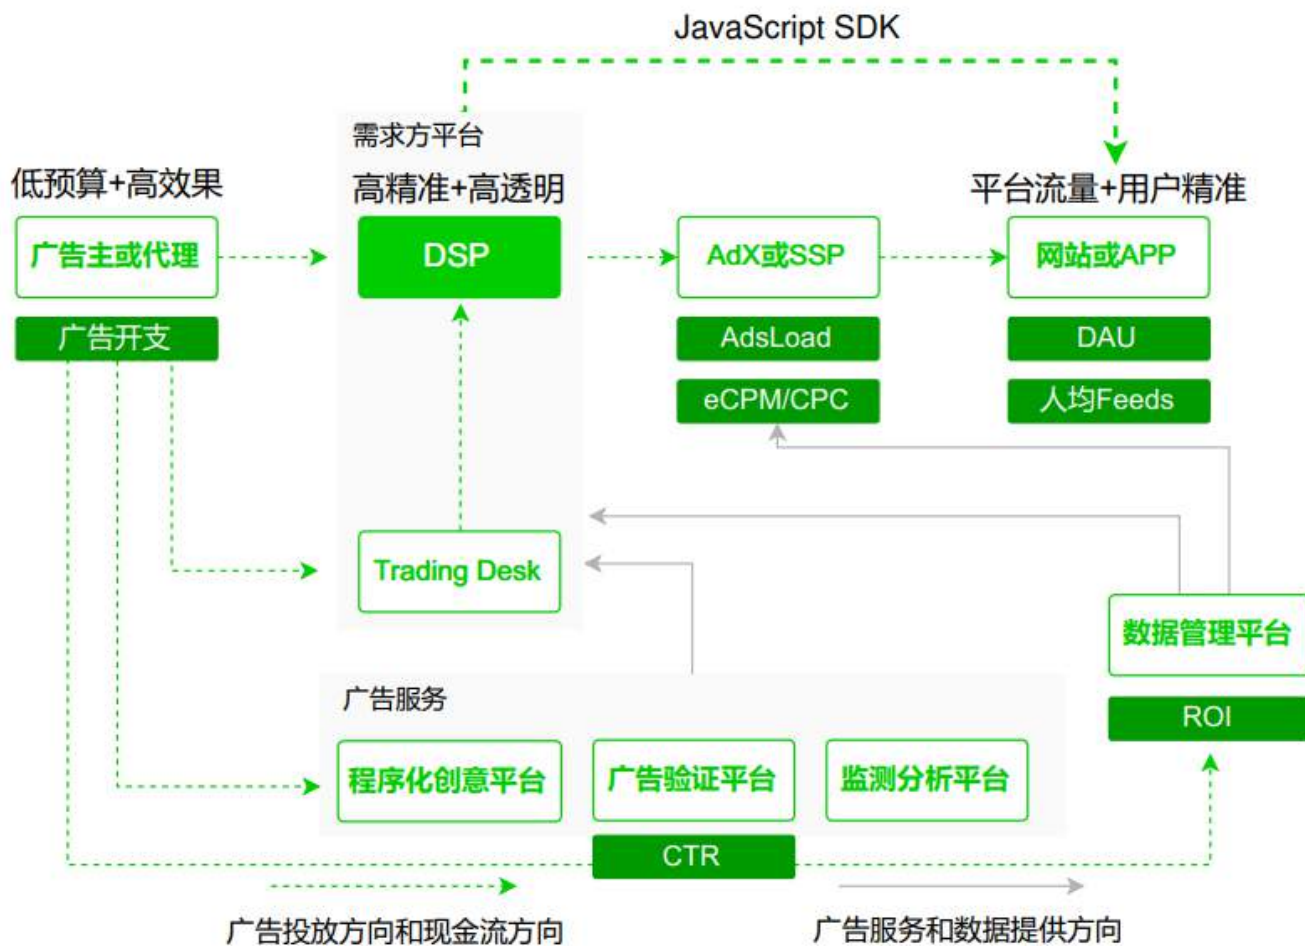 JavaScript SDK
需求方平台
低预算+高效果
高精准+高透明
平台流量+用户精准
广告主或代理
DSP
AdX或SSP
网站或APP
广告开支
AdsLoad
DAU
eCPM/CPC
人均Feeds
Trading Desk
数据管理平台
广告服务
ROI
程序化创意平台
广告验证平台
监测分析平台
CTR
广告投放方向和现金流方向
广告服务和数据提供方向